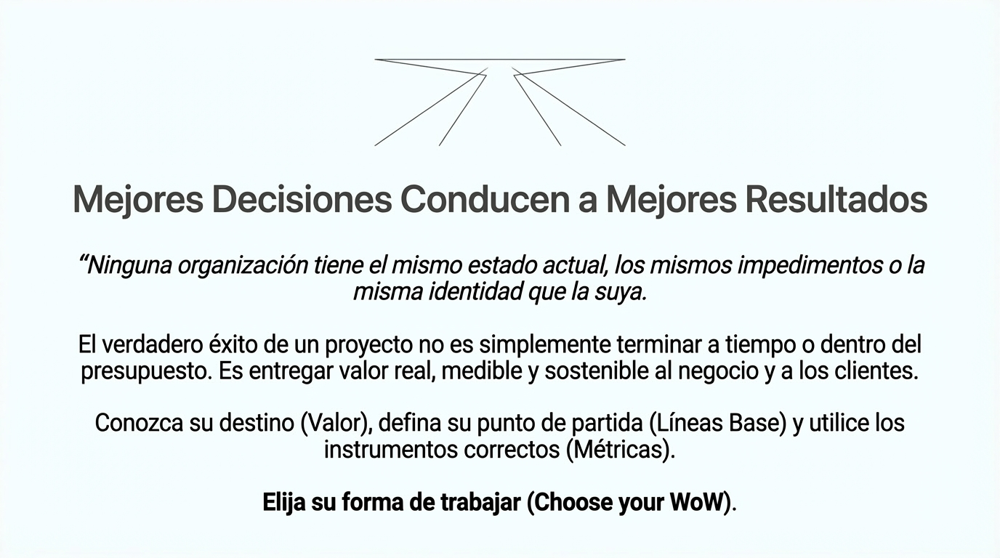 Mejores Decisiones Conducen a Mejores Resultados
“Ninguna organización tiene el mismo estado actual, los mismos impedimentos o la
misma identidad que la suya.
El verdadero éxito de un proyecto no es simplemente terminar a tiempo o dentro del
presupuesto. Es entregar valor real, medible y sostenible al negocio y a los clientes.
Conozca su destino (Valor), defina su punto de partida (Líneas Base) y utilice los
instrumentos correctos (Métricas).
Elija su forma de trabajar (Choose your WoW).